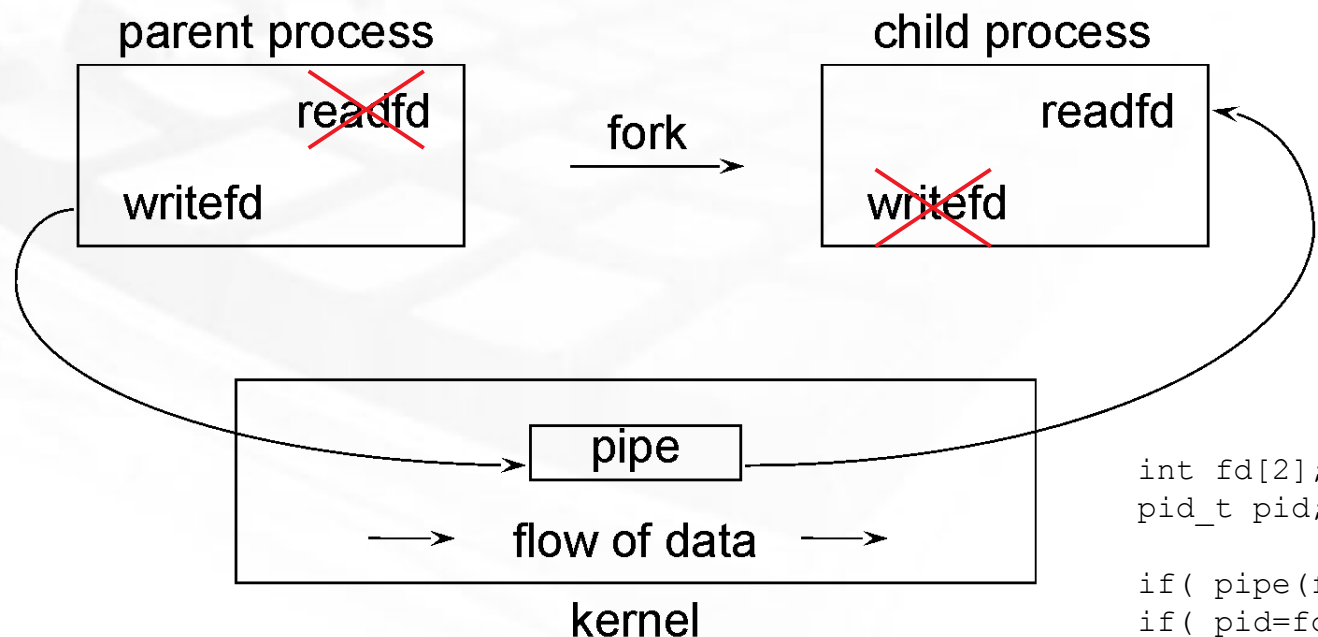 parent process
child process
readfd
readfd
fork
writefd
writefd
pipe
flow of data
kernel
int fd[2];
pid_t pid;
if( pipe(
if( pid=fo